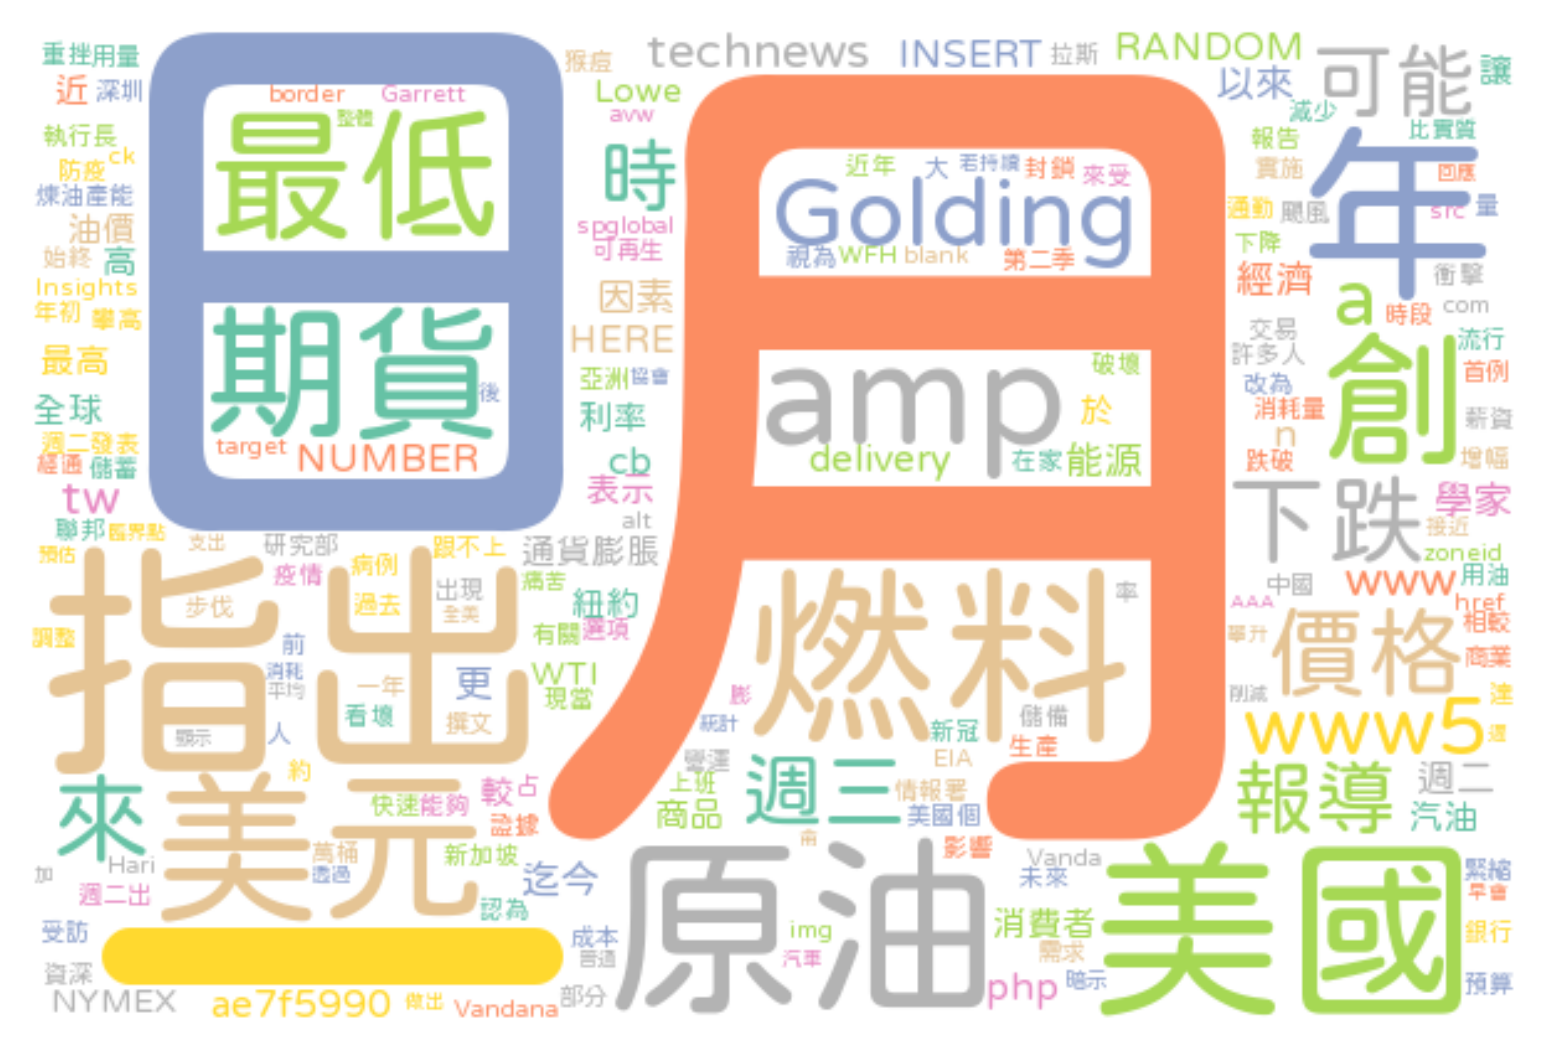 重挫 用量 猴痘 technews INSERT 拉斯 RANDOM 可能 讓
近 深圳 日 border Garrett Lowe 月 以來 減少
執行長 ck 最低 整體 avw 報告 年 比實質
防疫 時 近年 大 若持續 封鎖 來受 實施 回應
煉油產能 Golding 通勤 颶風 sfc 量
油價 spglobal 視為 WFH blank 第二季 下降
始終 高 可再生 經濟 衝擊
Insights 期貨 因素 a com
年初 攀高 HERE 交易 時段 流行
最高 後 亞洲 協會 amp 破壞 許多人 創 首例
全球 利率 於 改為 消耗量 薪資
週二發表 target NUMBER cb delivery 在家 能源 n 增幅
經通 儲蓄 表示 跌破
tw alt 下跌 學家
聯邦 臨界點 支出 研究部 跟不上 通貨膨脹 接近
預估 指出 疫情 病例 痛苦 zoneid
步伐 過去 出現 紐約 燃料 率 中國 www 用油
全美 AAA href
調整 前 有關 選項 攀升 價格 相較
消耗 更 WTI 商業
平均 一年 現當 膨 削減 達
看壞 撰文 統計 新冠 儲備 www5 週
顯示 人 EIA 生產
來 美元 約 較 占 上班 週三 情報署 報導 週二
快速 能夠 證據 商品 美國個 汽油
Hari 萬桶 新加坡 桶 影響 Vanda
加 透過 迄今 原油 未來 美國 緊縮
週二出 認為 早會
受訪 一 成本 img 消費者 銀行
資深 普通 汽車 需求
NYMEX ae7f5990 做出 Vandana 部分 php 暗示 預算